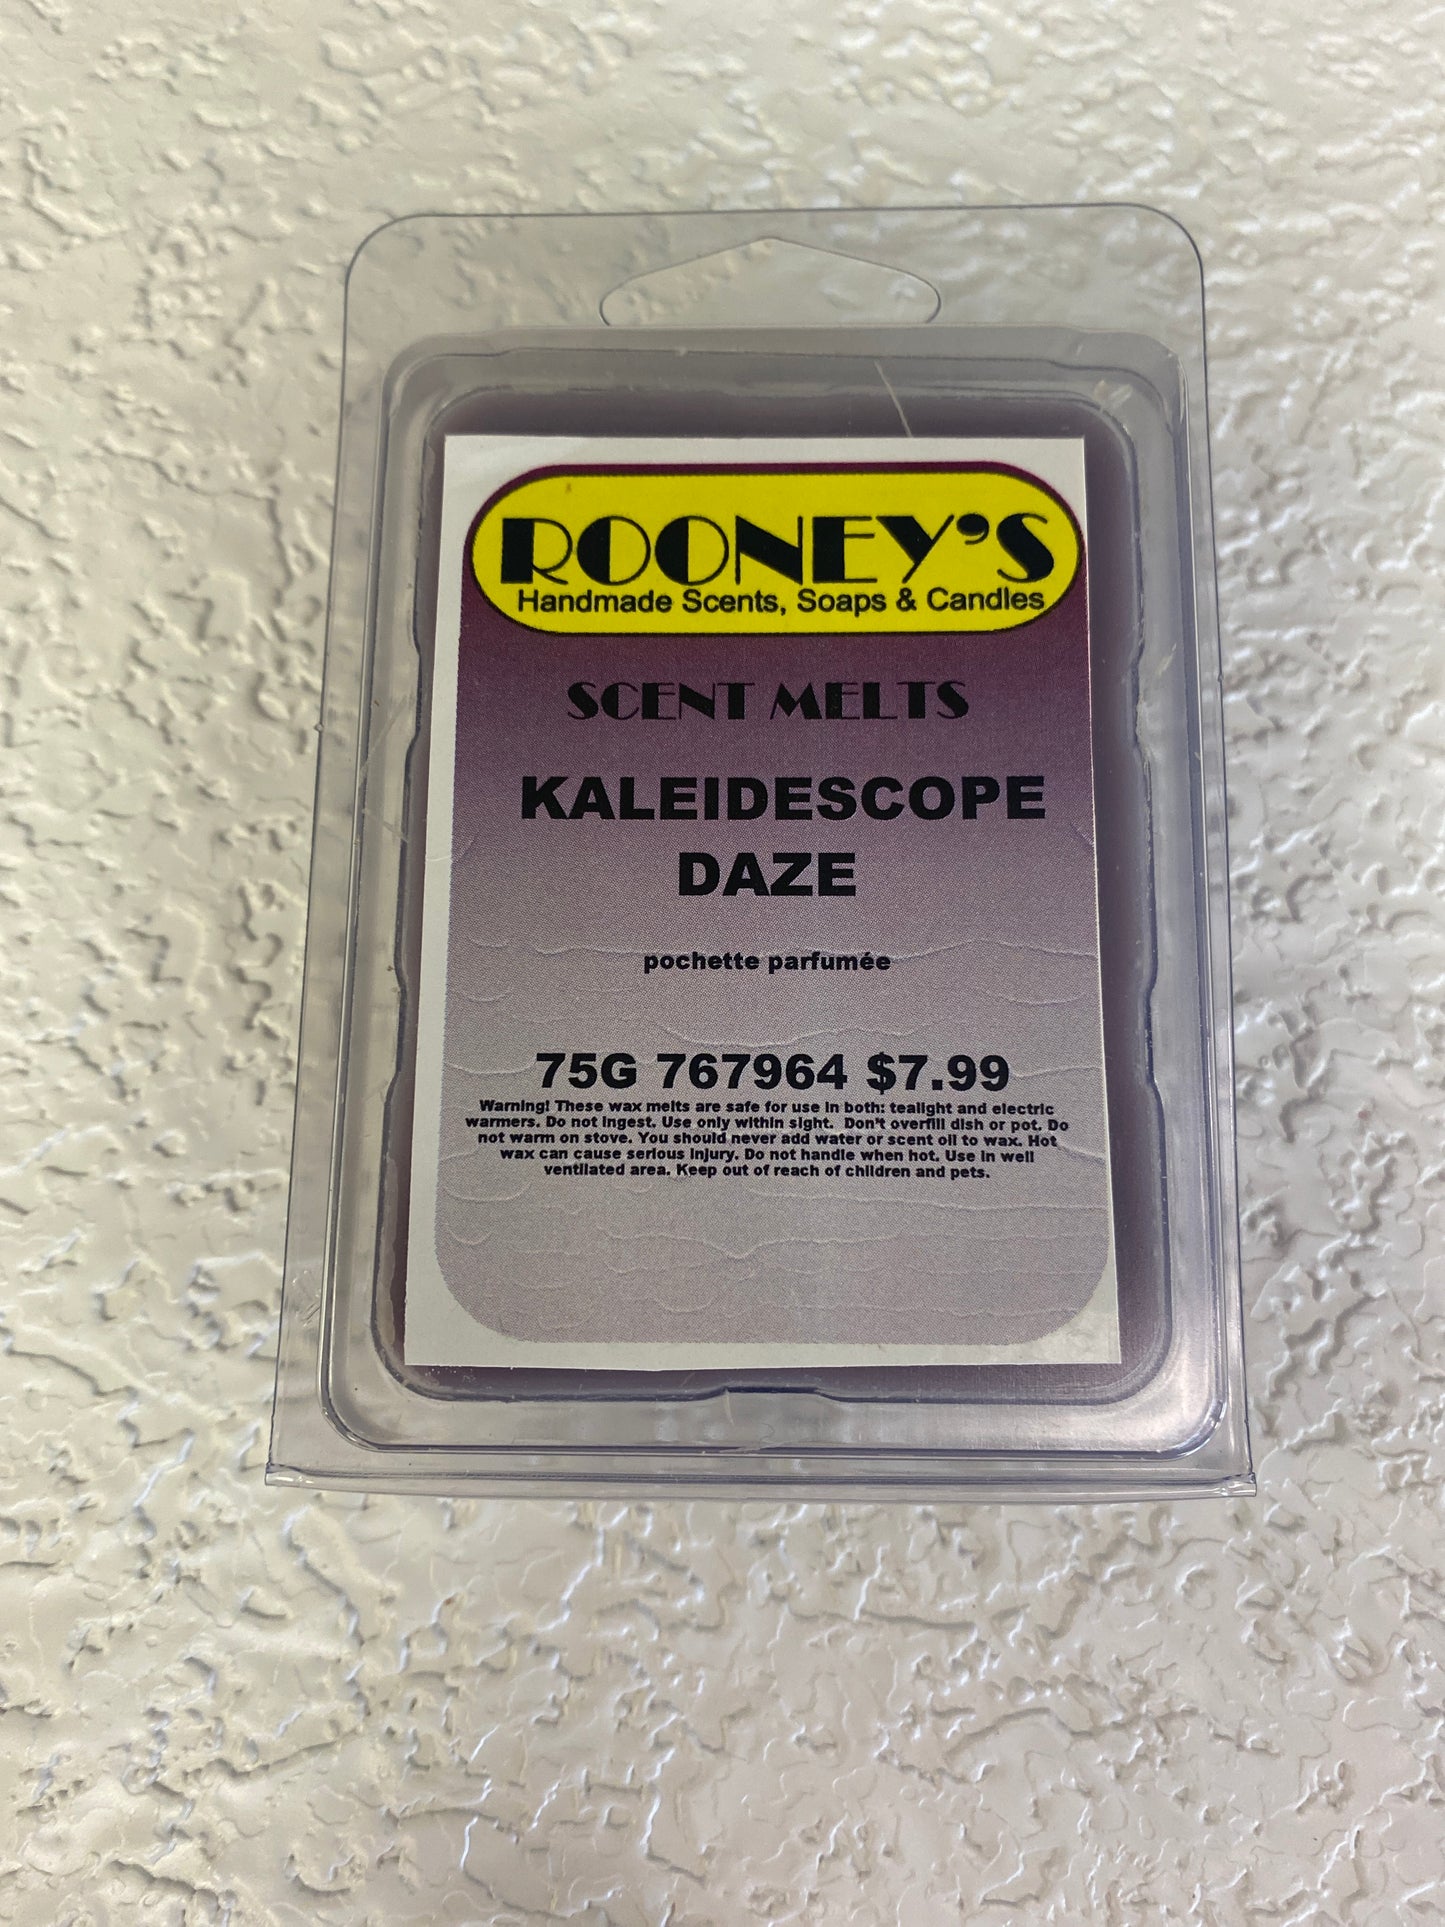 ROONEY'S
Handmade Scents, Soaps & Candles
SCENT MELTS
KALEIDESCOPE
DAZE
pochette parfumée
75G 767964 $7.99
Warning! These wax melts are safe for use in both: tealight and electric
warmers. Do not ingest. Use only within sight.  Don't overfill dish or pot. Do
not warm on stove. You should never add water or scent oil to wax. Hot
wax can cause serious injury. Do not handle when hot. Use in well
ventilated area. Keep out of reach of children and pets.